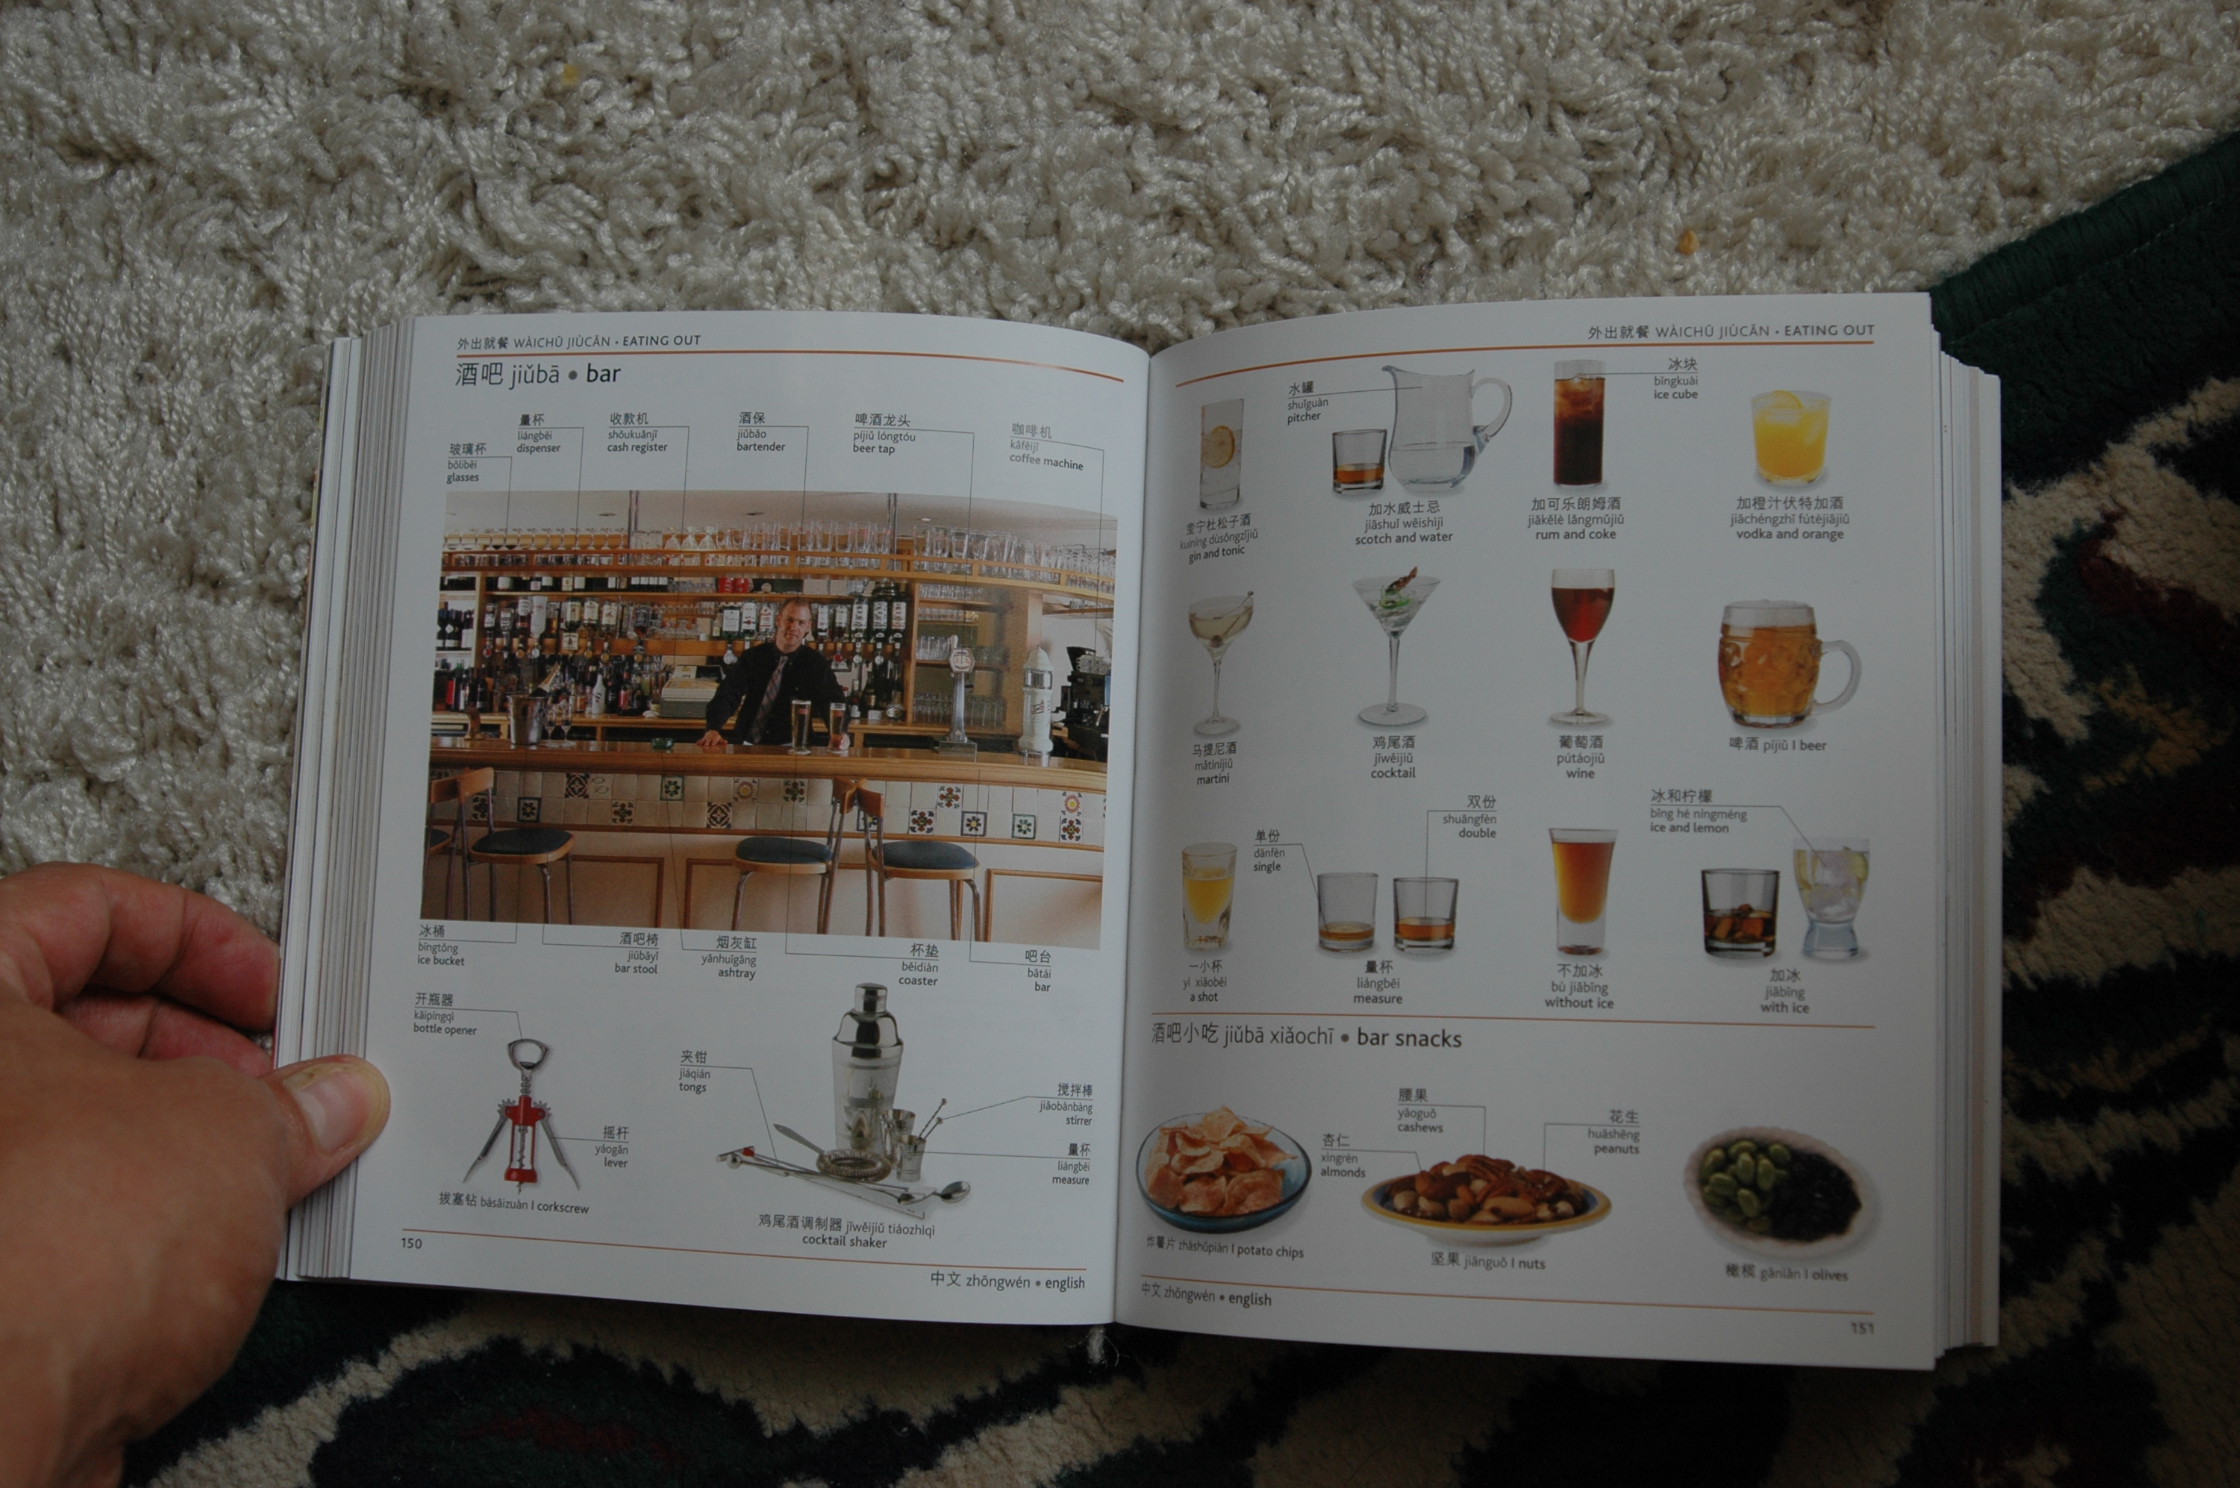 外出就餐 WÀICHŪ JIÙCĀN • EATING OUT
酒吧 jiǔbā • bar
玻璃杯
bōlíbēi
glasses
量杯
liángbēi
dispenser
收款机
shōukuǎnjī
cash register
酒保
jiǔbǎo
bartender
啤酒龙头
píjiǔ lóngtóu
beer tap
咖啡机
kāfēijī
coffee machine
冰桶
bīngtǒng
ice bucket
酒吧椅
jiǔbāyǐ
bar stool
烟灰缸
yānhuīgāng
ashtray
杯垫
bēidiàn
coaster
吧台
bātái
bar
开瓶器
kāipíngqì
bottle opener
摇杆
yáogǎn
lever
拔塞钻 básāizuàn | corkscrew
夹钳
jiāqián
tongs
搅拌棒
jiǎobànbàng
stirrer
量杯
liángbēi
measure
鸡尾酒调制器 jīwěijiǔ tiáozhìqì
cocktail shaker
150
中文 zhōngwén • english
外出就餐 WÀICHŪ JIÙCĀN • EATING OUT
水罐
shuǐguàn
pitcher
冰块
bīngkuài
ice cube
奎宁杜松子酒
kuíníng dùsōngzǐjiǔ
gin and tonic
加水威士忌
jiāshuǐ wēishìjì
scotch and water
加可乐朗姆酒
jiākělè lǎngmǔjiǔ
rum and coke
加橙汁伏特加酒
jiāchéngzhī fútèjiājiǔ
vodka and orange
马提尼酒
mǎtíníjiǔ
martini
鸡尾酒
jīwěijiǔ
cocktail
葡萄酒
pútáojiǔ
wine
啤酒 píjiǔ | beer
单份
dānfèn
single
双份
shuāngfèn
double
冰和柠檬
bīng hé níngméng
ice and lemon
一小杯
yì xiǎobēi
a shot
量杯
liángbēi
measure
不加冰
bù jiābīng
without ice
加冰
jiābīng
with ice
酒吧小吃 jiǔbā xiǎochī • bar snacks
杏仁
xìngrén
almonds
腰果
yāoguǒ
cashews
花生
huāshēng
peanuts
炸薯片 zháshǔpiàn | potato chips
坚果 jiānguǒ | nuts
橄榄 gǎnlǎn | olives
中文 zhōngwén • english
151